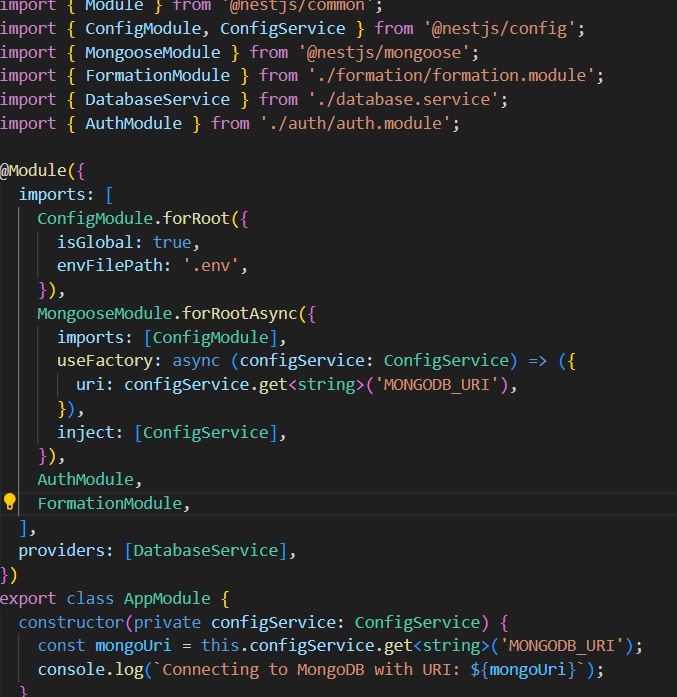 import { Module } from '@nestjs/common';
import { ConfigModule, ConfigService } from '@nestjs/config';
import { MongooseModule } from '@nestjs/mongoose';
import { FormationModule } from './formation/formation.module';
import { DatabaseService } from './database.service';
import { AuthModule } from './auth/auth.module';

@Module({
  imports: [
    ConfigModule.forRoot({
      isGlobal: true,
      envFilePath: '.env',
    }),
    MongooseModule.forRootAsync({
      imports: [ConfigModule],
      useFactory: async (configService: ConfigService) => ({
        uri: configService.get<string>('MONGODB_URI'),
      }),
      inject: [ConfigService],
    }),
    AuthModule,
    FormationModule,
  ],
  providers: [DatabaseService],
})
export class AppModule {
  constructor(private configService: ConfigService) {
    const mongoUri = this.configService.get<string>('MONGODB_URI');
    console.log(`Connecting to MongoDB with URI: ${mongoUri}`);
  }